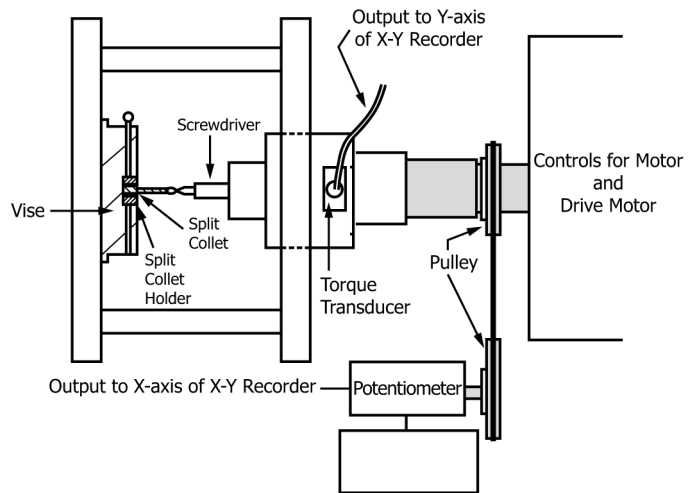 Output to Y-axis
of X-Y Recorder
Screwdriver
Controls for Motor
and
Drive Motor
Vise
Split
Collet
Split
Collet
Holder
Torque
Transducer
Pulley
Output to X-axis of X-Y Recorder
Potentiometer